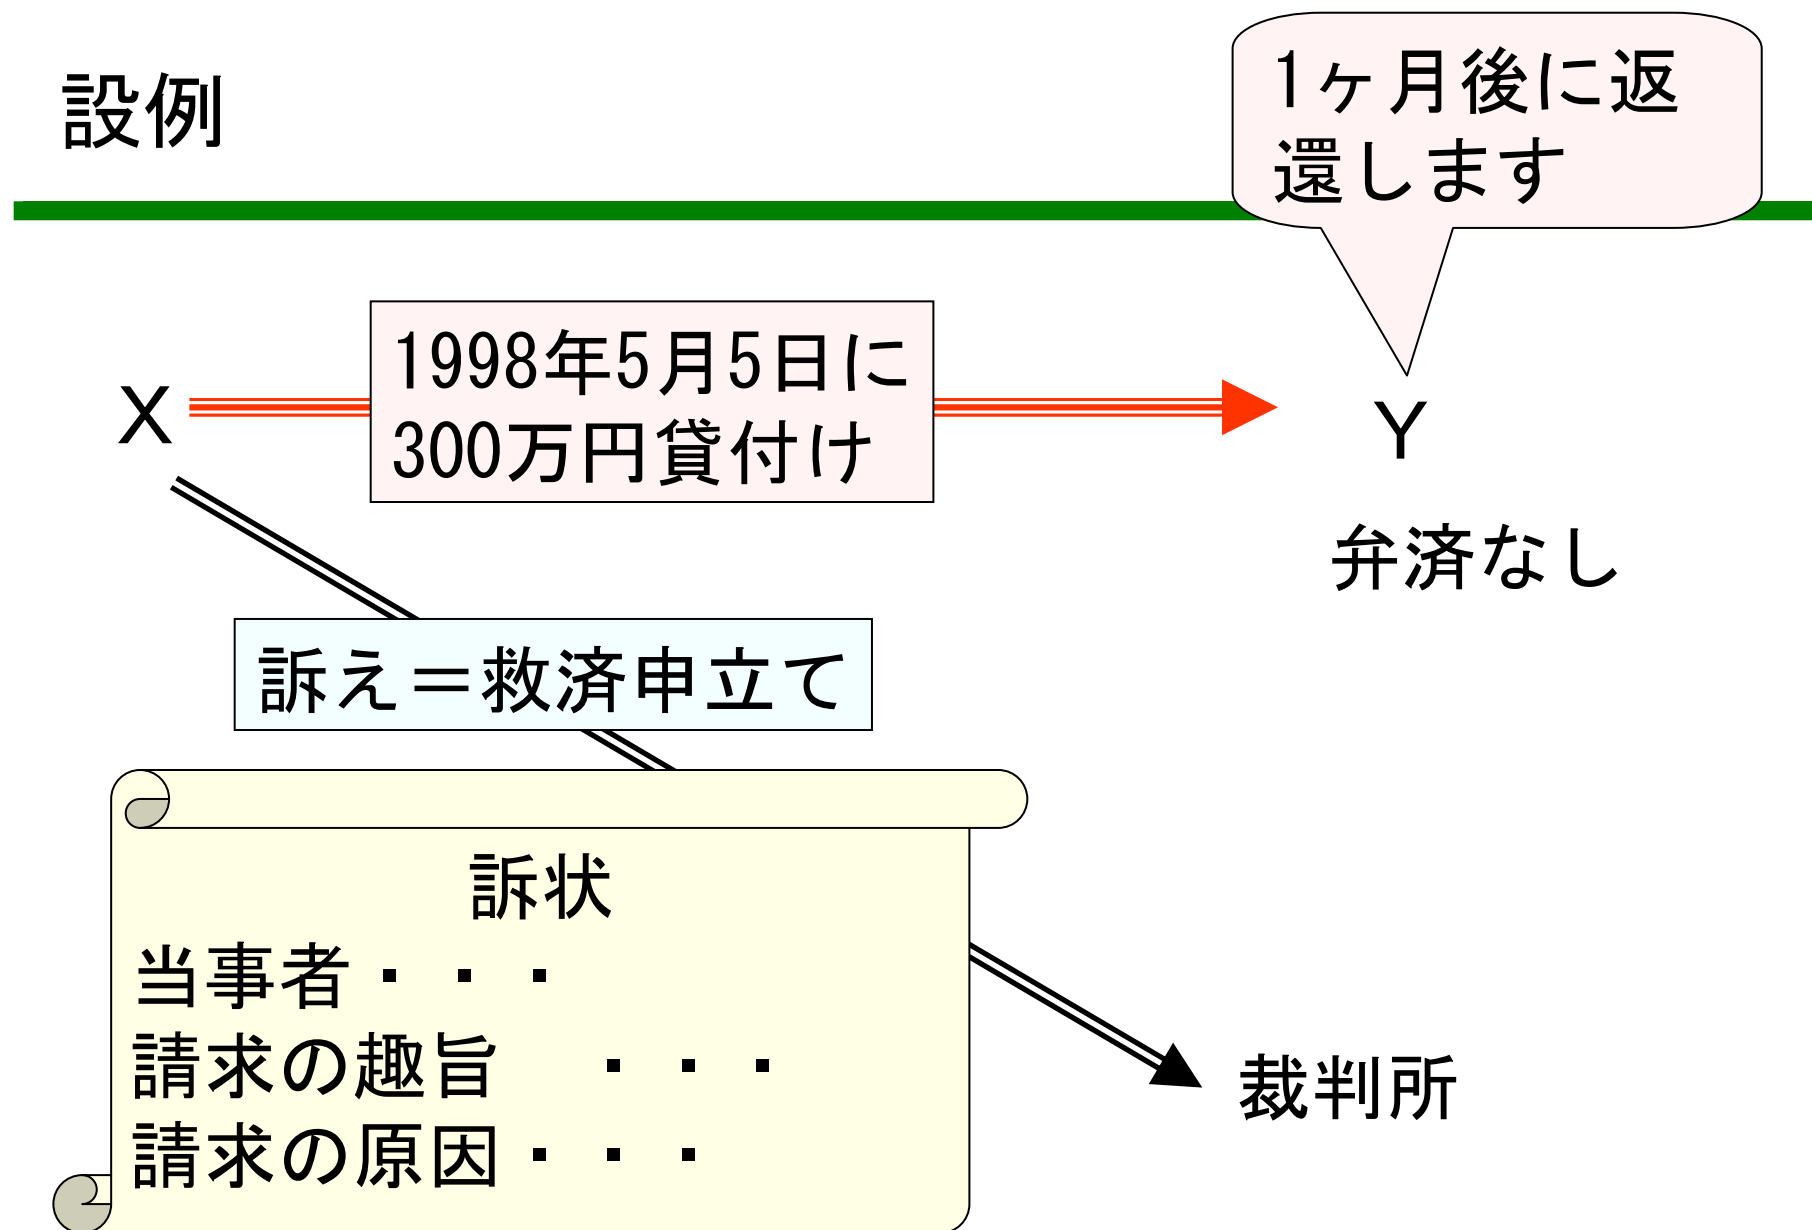 設例
1ヶ月後に返
還します
1998年5月5日に
300万円貸付け
X
Y
弁済なし
訴え＝救済申立て
訴状
当事者・・・
請求の趣旨　・・・
請求の原因・・・
裁判所